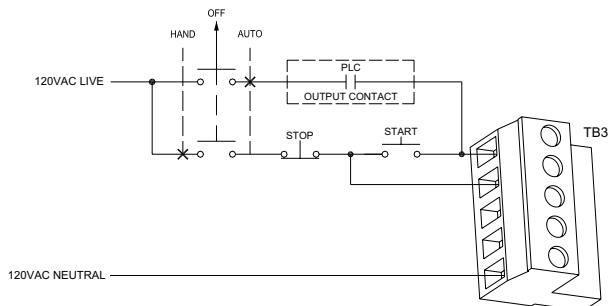 OFF
HAND
AUTO
PLC
120VAC LIVE
OUTPUT CONTACT
STOP
START
TB3
120VAC NEUTRAL